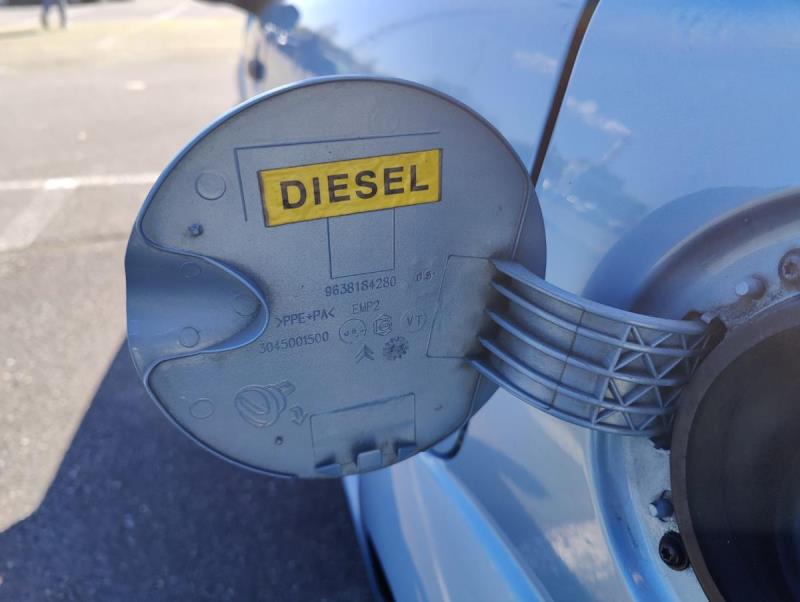 DIESEL
9638184280
>PPE+PA<
EMP2
3045001500
VT